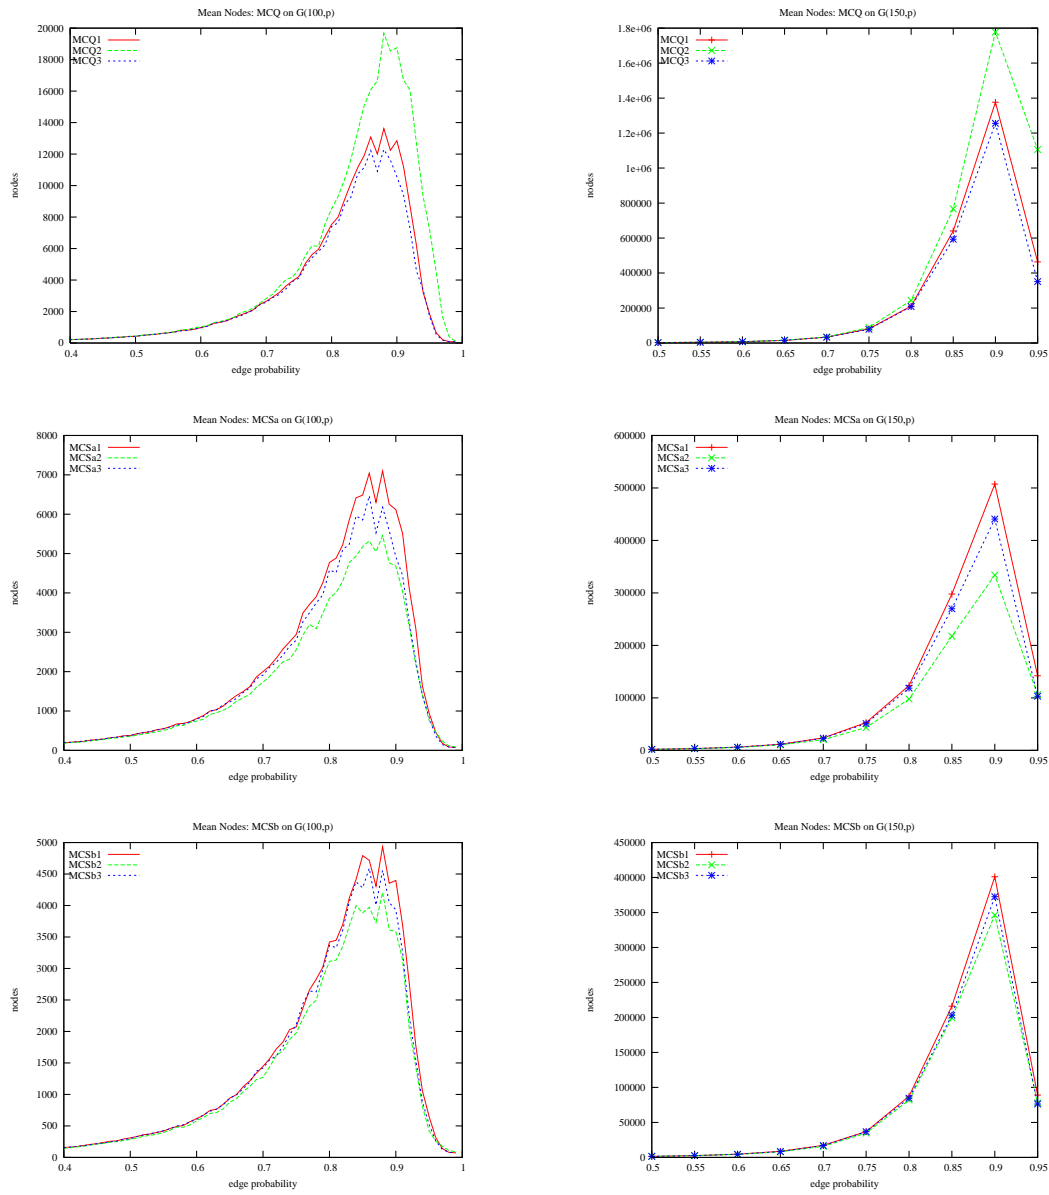 Mean Nodes: MCQ on G(100,p)
20000
18000
16000
14000
12000
10000
8000
6000
4000
2000
0
0.4 0.5 0.6 0.7 0.8 0.9 1
nodes
edge probability
MCQ1
MCQ2
MCQ3
Mean Nodes: MCQ on G(150,p)
1.8e+06
1.6e+06
1.4e+06
1.2e+06
1e+06
800000
600000
400000
200000
0
0.5 0.55 0.6 0.65 0.7 0.75 0.8 0.85 0.9 0.95
nodes
edge probability
MCQ1
MCQ2
MCQ3
Mean Nodes: MCSa on G(100,p)
8000
7000
6000
5000
4000
3000
2000
1000
0
0.4 0.5 0.6 0.7 0.8 0.9 1
nodes
edge probability
MCSa1
MCSa2
MCSa3
Mean Nodes: MCSa on G(150,p)
600000
500000
400000
300000
200000
100000
0
0.5 0.55 0.6 0.65 0.7 0.75 0.8 0.85 0.9 0.95
nodes
edge probability
MCSa1
MCSa2
MCSa3
Mean Nodes: MCSb on G(100,p)
5000
4500
4000
3500
3000
2500
2000
1500
1000
500
0
0.4 0.5 0.6 0.7 0.8 0.9 1
nodes
edge probability
MCSb1
MCSb2
MCSb3
Mean Nodes: MCSb on G(150,p)
450000
400000
350000
300000
250000
200000
150000
100000
50000
0
0.5 0.55 0.6 0.65 0.7 0.75 0.8 0.85 0.9 0.95
nodes
edge probability
MCSb1
MCSb2
MCSb3